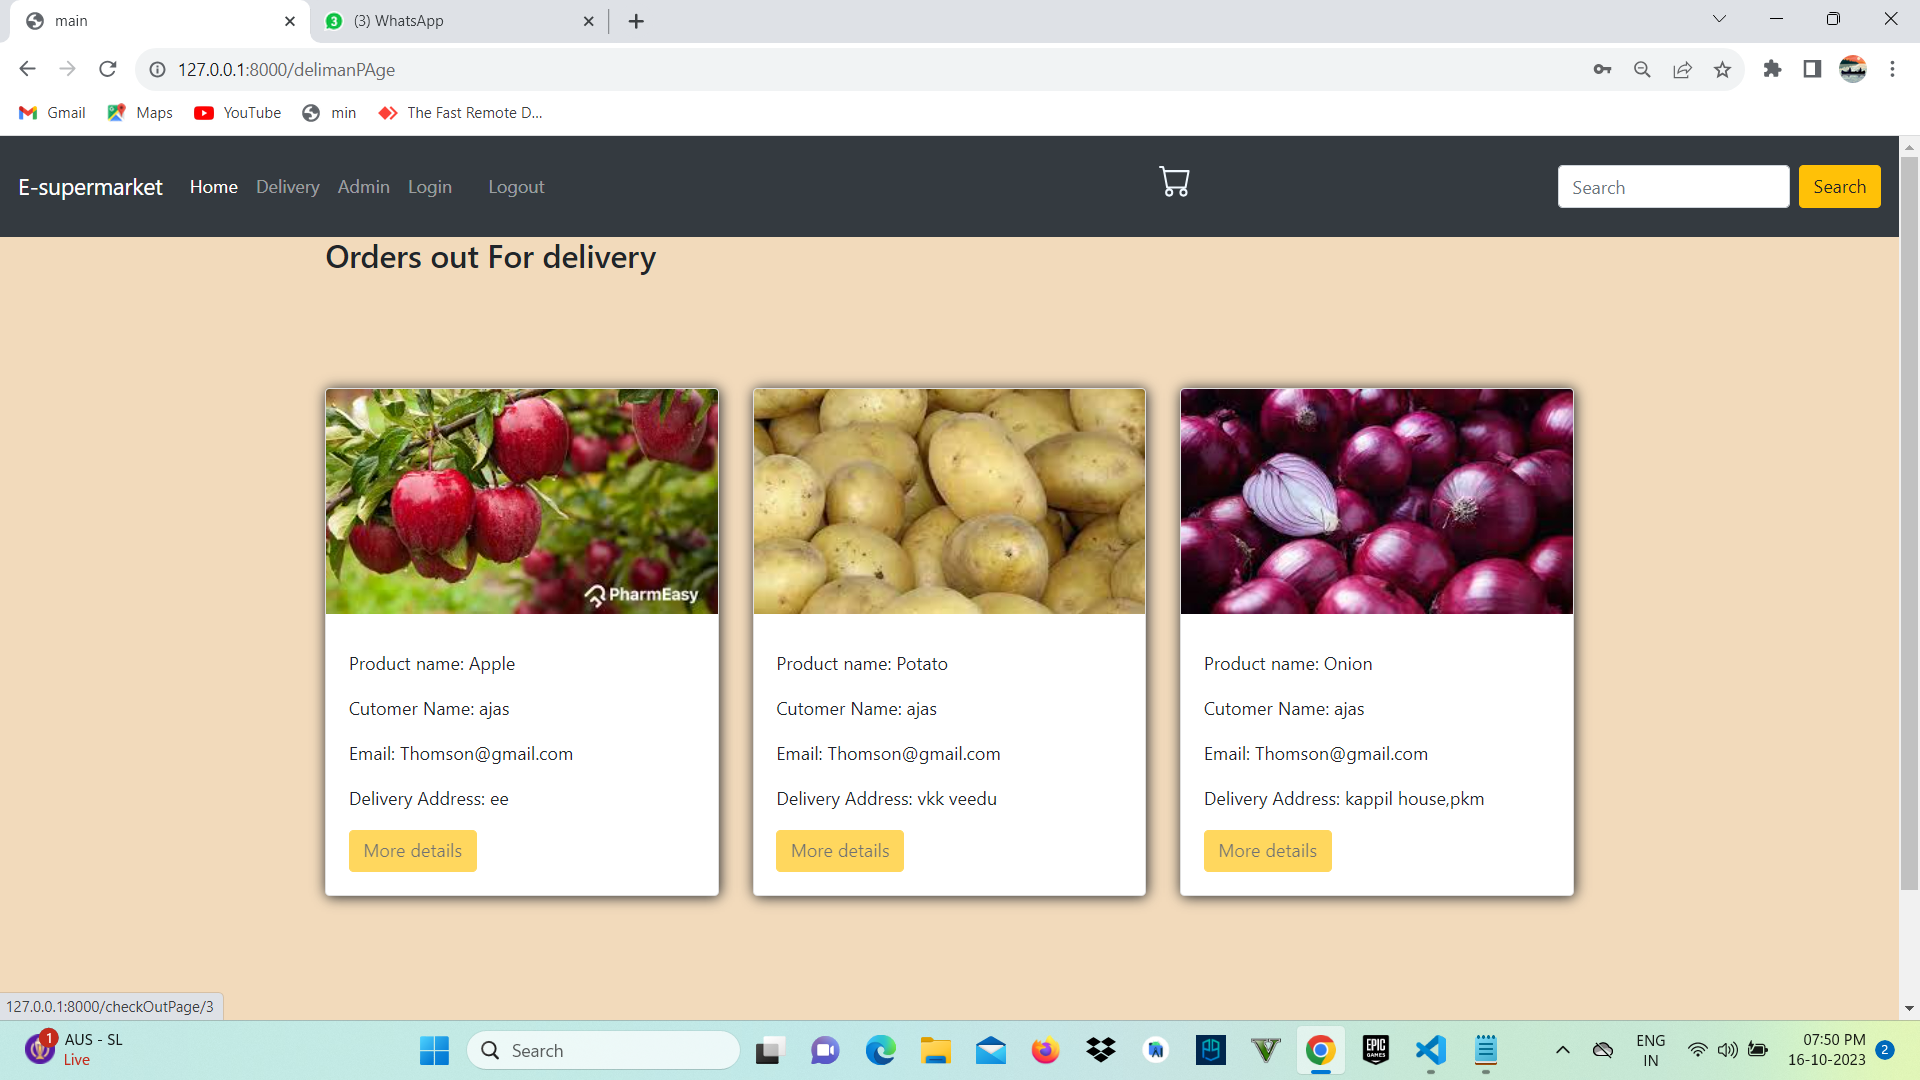 main
3
(3) WhatsApp
127.0.0.1:8000/delimanPAge
Gmail
Maps
YouTube
min
The Fast Remote D...
E-supermarket
Home
Delivery
Admin
Login
Logout
Search
Search
Orders out For delivery
PharmEasy
Product name: Apple
Cutomer Name: ajas
Email: Thomson@gmail.com
Delivery Address: ee
More details
Product name: Potato
Cutomer Name: ajas
Email: Thomson@gmail.com
Delivery Address: vkk veedu
More details
Product name: Onion
Cutomer Name: ajas
Email: Thomson@gmail.com
Delivery Address: kappil house,pkm
More details
127.0.0.1:8000/checkOutPage/3
1
AUS - SL
Live
Search
EPIC
GAMES
ENG
IN
07:50 PM
16-10-2023
2